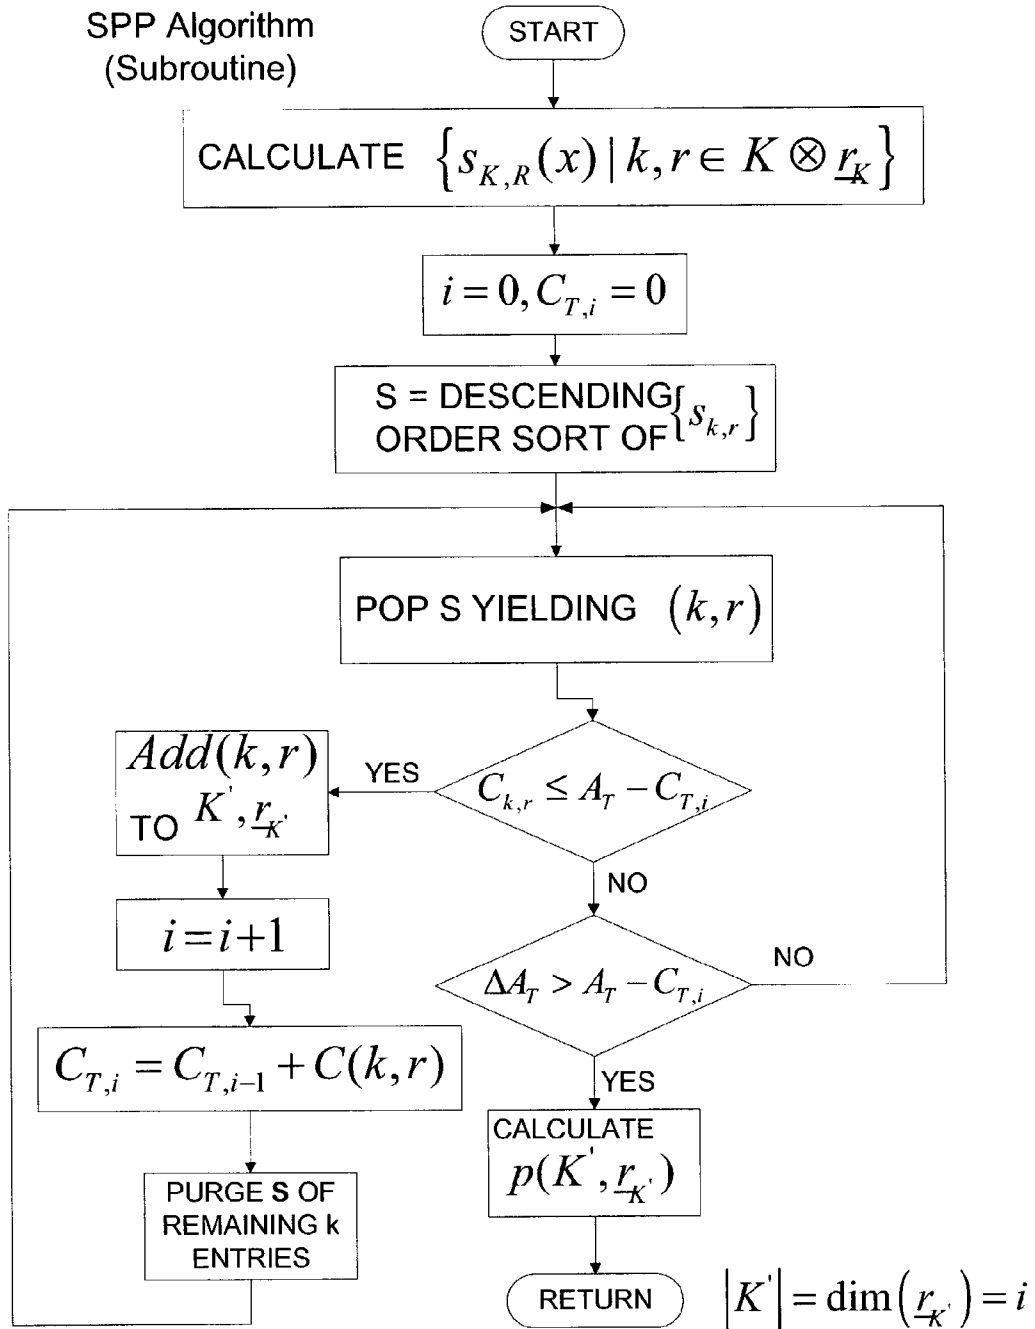 SPP Algorithm
(Subroutine)
START
CALCULATE {s_{K,R}(x) | k, r ∈ K ⊗ r_K}
i = 0, C_{T,i} = 0
S = DESCENDING
ORDER SORT OF {s_{k,r}}
POP S YIELDING (k, r)
C_{k,r} ≤ A_T − C_{T,i}
YES
NO
Add(k, r)
TO K', r_{K'}
i = i+1
C_{T,i} = C_{T,i−1} + C(k, r)
PURGE S OF
REMAINING k
ENTRIES
ΔA_T > A_T − C_{T,i}
NO
YES
CALCULATE
p(K', r_{K'})
RETURN
|K'| = dim(r_{K'}) = i